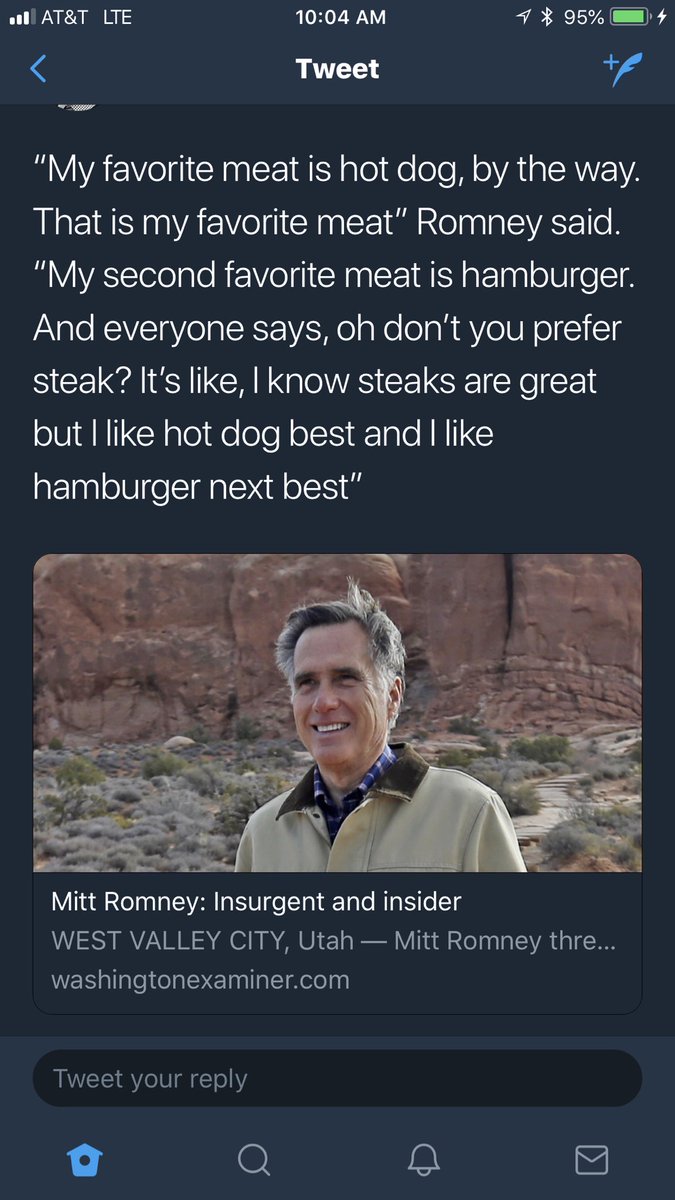 AT&T LTE 10:04 AM 95%
Tweet
“My favorite meat is hot dog, by the way.
That is my favorite meat” Romney said.
“My second favorite meat is hamburger.
And everyone says, oh don’t you prefer
steak? It’s like, I know steaks are great
but I like hot dog best and I like
hamburger next best”
Mitt Romney: Insurgent and insider
WEST VALLEY CITY, Utah — Mitt Romney thre...
washingtonexaminer.com
Tweet your reply